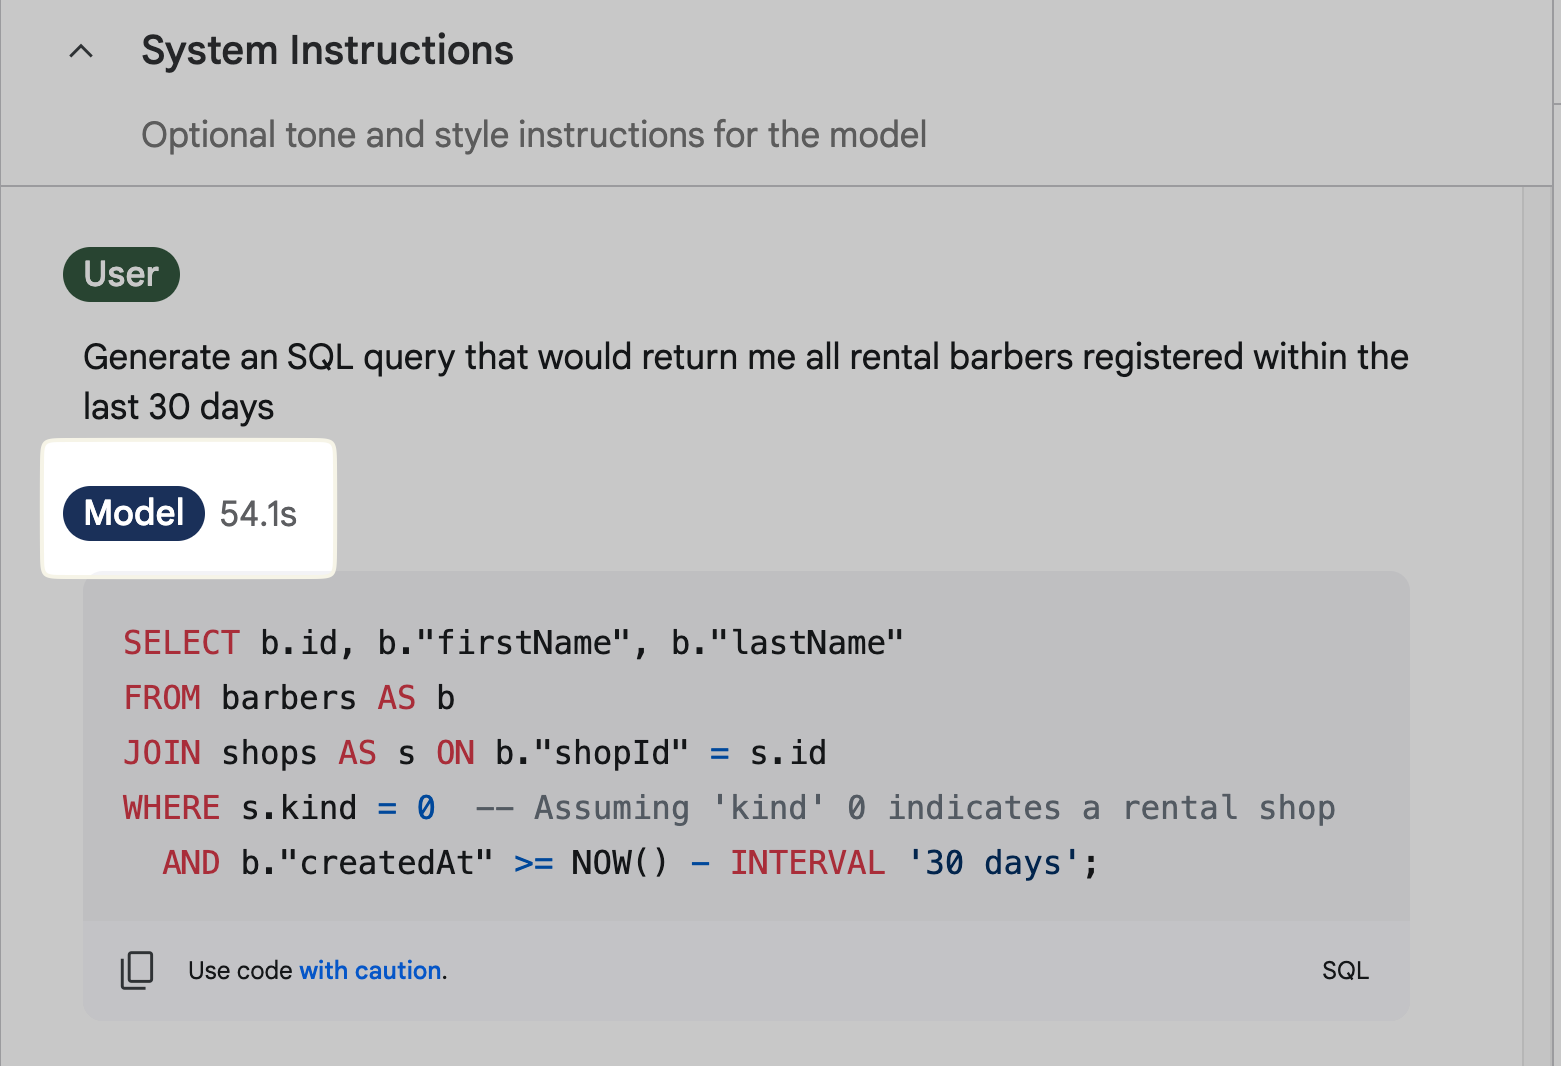 System Instructions
Optional tone and style instructions for the model
User
Generate an SQL query that would return me all rental barbers registered within the
last 30 days
Model 54.1s
SELECT b.id, b."firstName", b."lastName"
FROM barbers AS b
JOIN shops AS s ON b."shopId" = s.id
WHERE s.kind = 0  -- Assuming 'kind' 0 indicates a rental shop
  AND b."createdAt" >= NOW() - INTERVAL '30 days';
Use code with caution. SQL